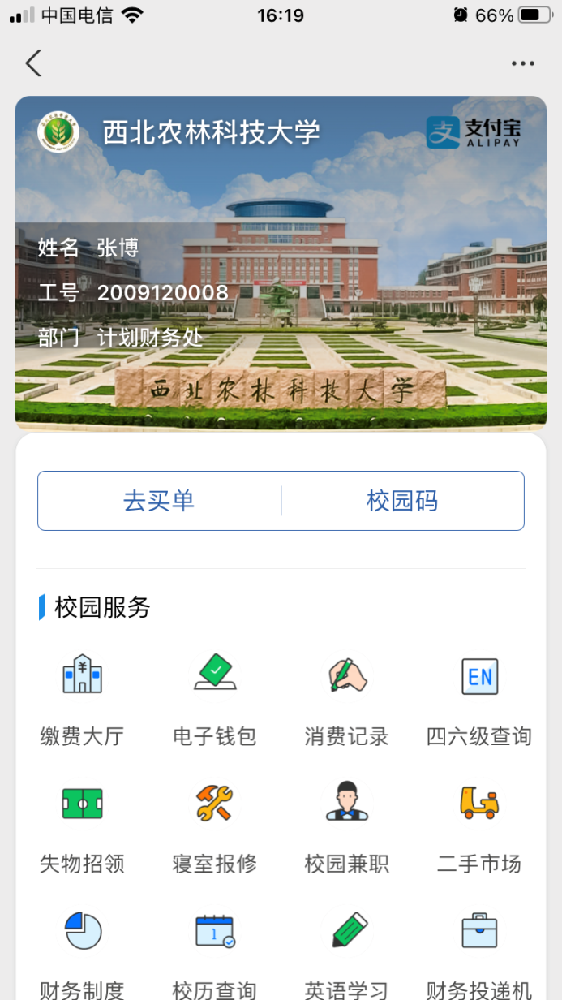 中国电信 16:19 66%
西北农林科技大学
支付宝
ALIPAY
姓名 张博
工号 2009120008
部门 计划财务处
西北农林科技大学
去买单 校园码
校园服务
¥ EN
缴费大厅 电子钱包 消费记录 四六级查询
失物招领 寝室报修 校园兼职 二手市场
1
财务制度 校历查询 英语学习 财务投递机